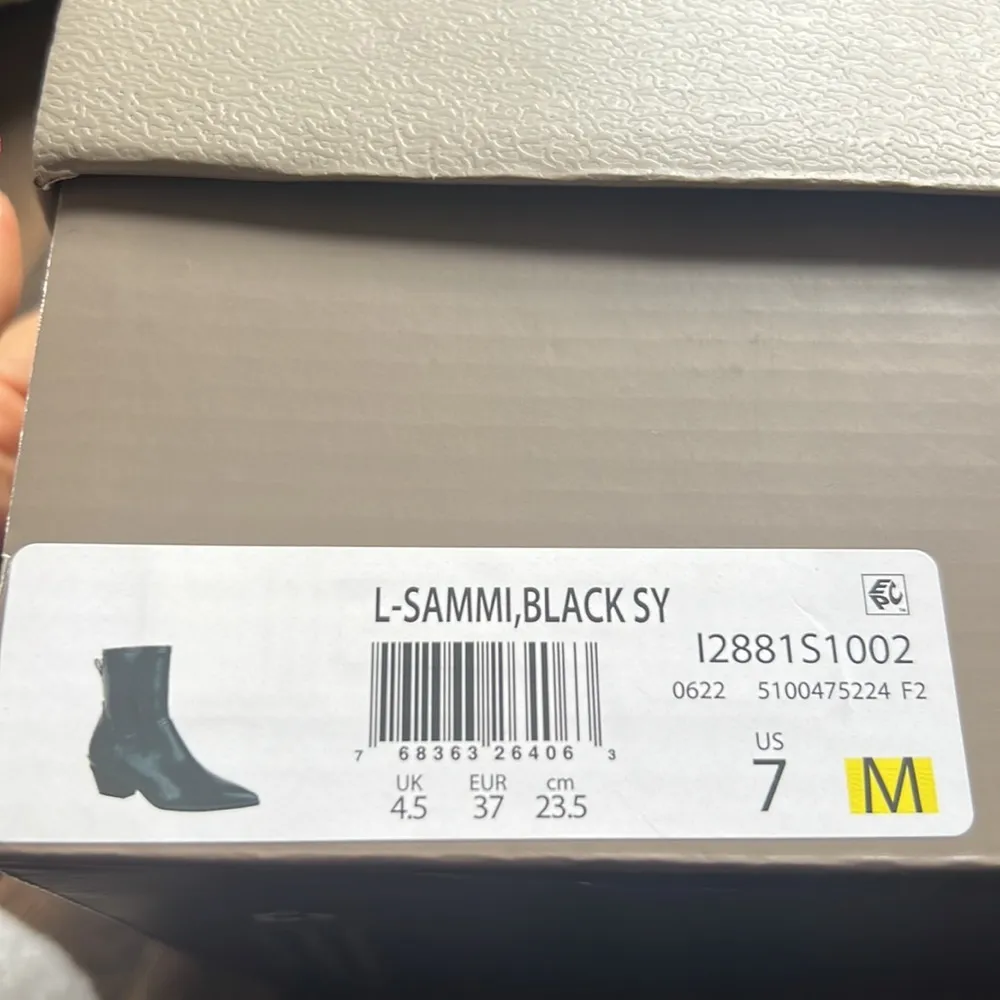 L-SAMMI,BLACK SY
EPC
I2881S1002
0622 5100475224 F2
7 68363 26406 3
UK EUR cm
4.5 37 23.5
US
7 M